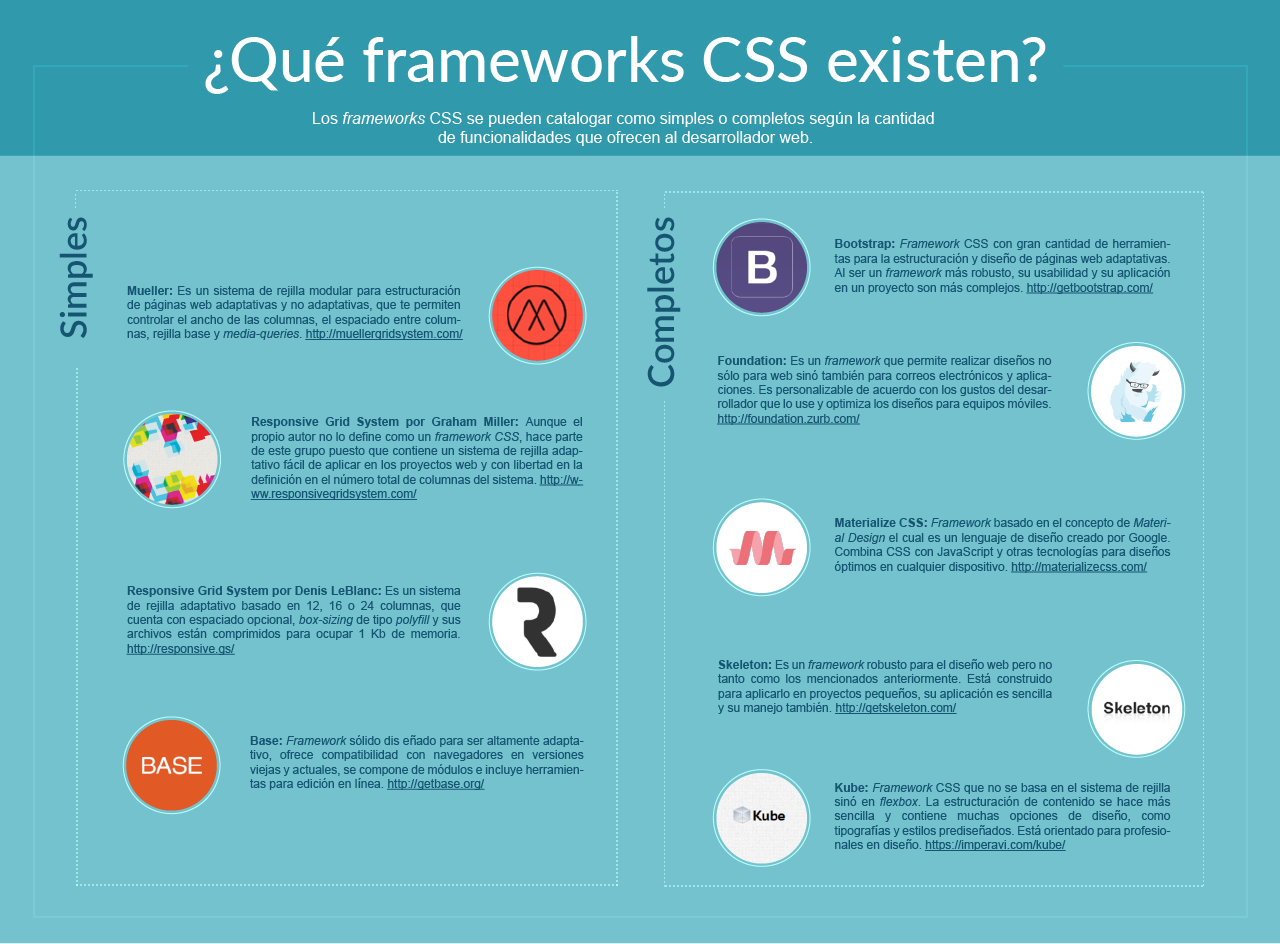 ¿Qué frameworks CSS existen?
Los frameworks CSS se pueden catalogar como simples o completos según la cantidad
de funcionalidades que ofrecen al desarrollador web.
Simples
Mueller: Es un sistema de rejilla modular para estructuración
de páginas web adaptativas y no adaptativas, que te permiten
controlar el ancho de las columnas, el espaciado entre colum-
nas, rejilla base y media-queries. http://muellergridsystem.com/
Responsive Grid System por Graham Miller: Aunque el
propio autor no lo define como un framework CSS, hace parte
de este grupo puesto que contiene un sistema de rejilla adap-
tativo fácil de aplicar en los proyectos web y con libertad en la
definición en el número total de columnas del sistema. http://w-
ww.responsivegridsystem.com/
Responsive Grid System por Denis LeBlanc: Es un sistema
de rejilla adaptativo basado en 12, 16 o 24 columnas, que
cuenta con espaciado opcional, box-sizing de tipo polyfill y sus
archivos están comprimidos para ocupar 1 Kb de memoria.
http://responsive.gs/
R
BASE
Base: Framework sólido dis eñado para ser altamente adapta-
tivo, ofrece compatibilidad con navegadores en versiones
viejas y actuales, se compone de módulos e incluye herramien-
tas para edición en línea. http://getbase.org/
Completos
B
Bootstrap: Framework CSS con gran cantidad de herramien-
tas para la estructuración y diseño de páginas web adaptativas.
Al ser un framework más robusto, su usabilidad y su aplicación
en un proyecto son más complejos. http://getbootstrap.com/
Foundation: Es un framework que permite realizar diseños no
sólo para web sinó también para correos electrónicos y aplica-
ciones. Es personalizable de acuerdo con los gustos del desar-
rollador que lo use y optimiza los diseños para equipos móviles.
http://foundation.zurb.com/
Materialize CSS: Framework basado en el concepto de Materi-
al Design el cual es un lenguaje de diseño creado por Google.
Combina CSS con JavaScript y otras tecnologías para diseños
óptimos en cualquier dispositivo. http://materializecss.com/
Skeleton: Es un framework robusto para el diseño web pero no
tanto como los mencionados anteriormente. Está construido
para aplicarlo en proyectos pequeños, su aplicación es sencilla
y su manejo también. http://getskeleton.com/
Skeleton
Kube
Kube: Framework CSS que no se basa en el sistema de rejilla
sinó en flexbox. La estructuración de contenido se hace más
sencilla y contiene muchas opciones de diseño, como
tipografías y estilos prediseñados. Está orientado para profesio-
nales en diseño. https://imperavi.com/kube/